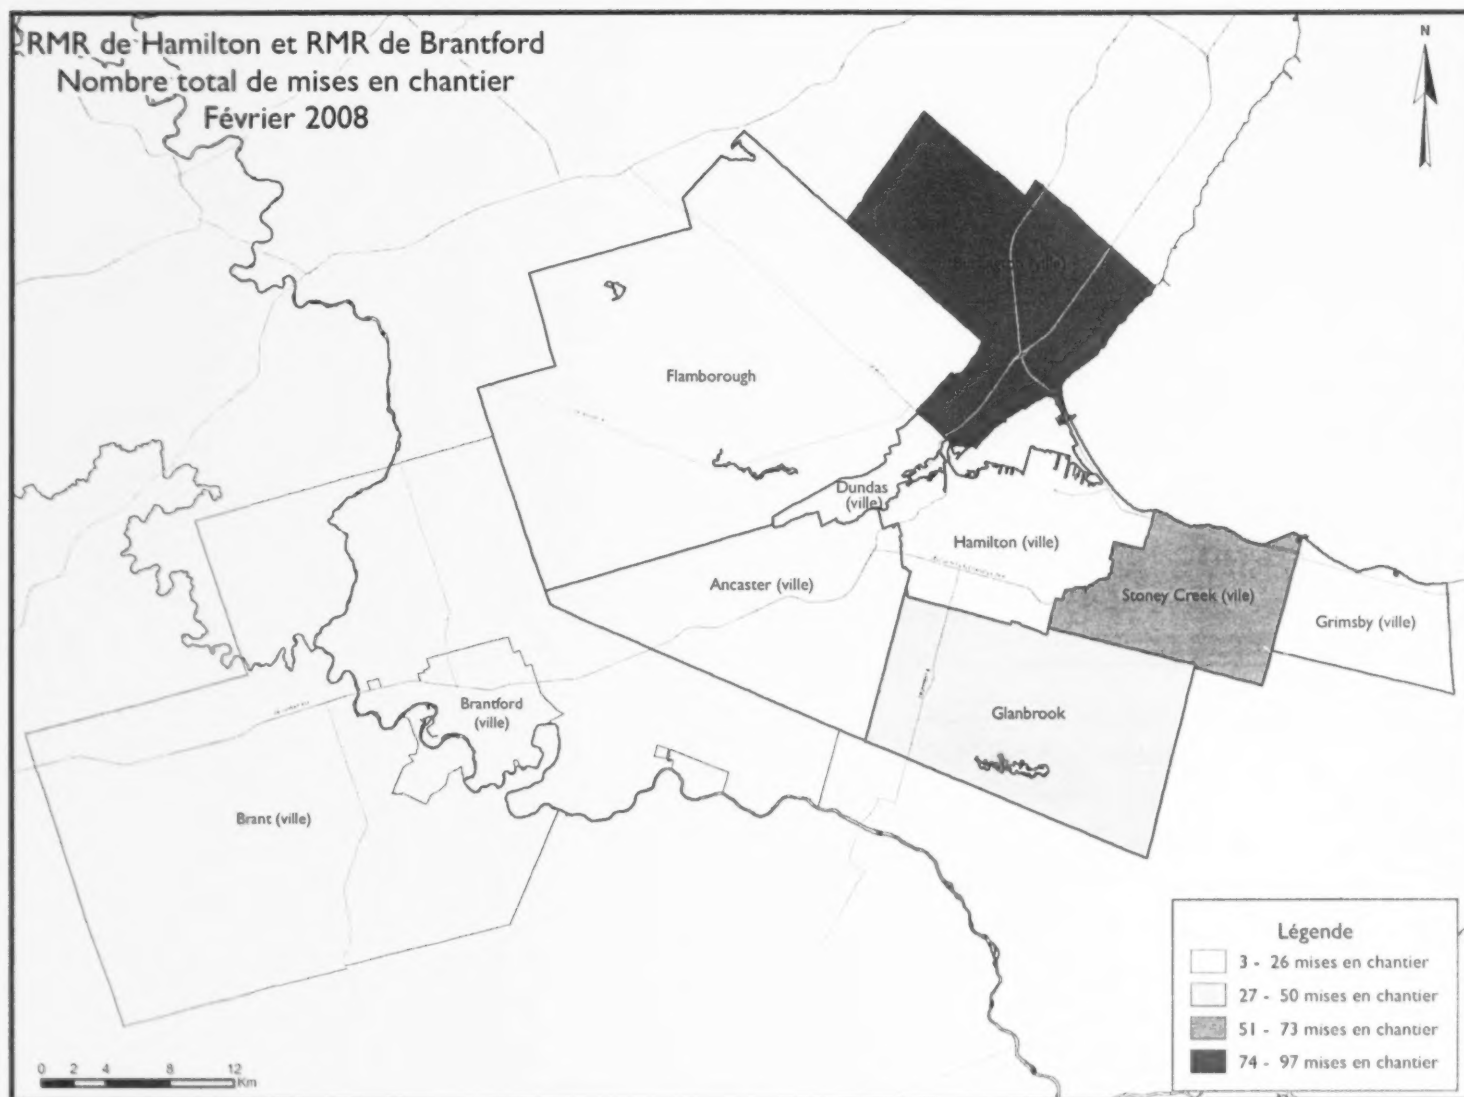 RMR de Hamilton et RMR de Brantford
Nombre total de mises en chantier
Février 2008
N
Flamborough
Dundas
(ville)
Hamilton (ville)
Ancaster (ville)
Stoney Creek (vile)
Grimsby (ville)
Brantford
(ville)
Glanbrook
Brant (ville)
Légende
3 - 26 mises en chantier
27 - 50 mises en chantier
51 - 73 mises en chantier
74 - 97 mises en chantier
0 2 4 8 12
Km